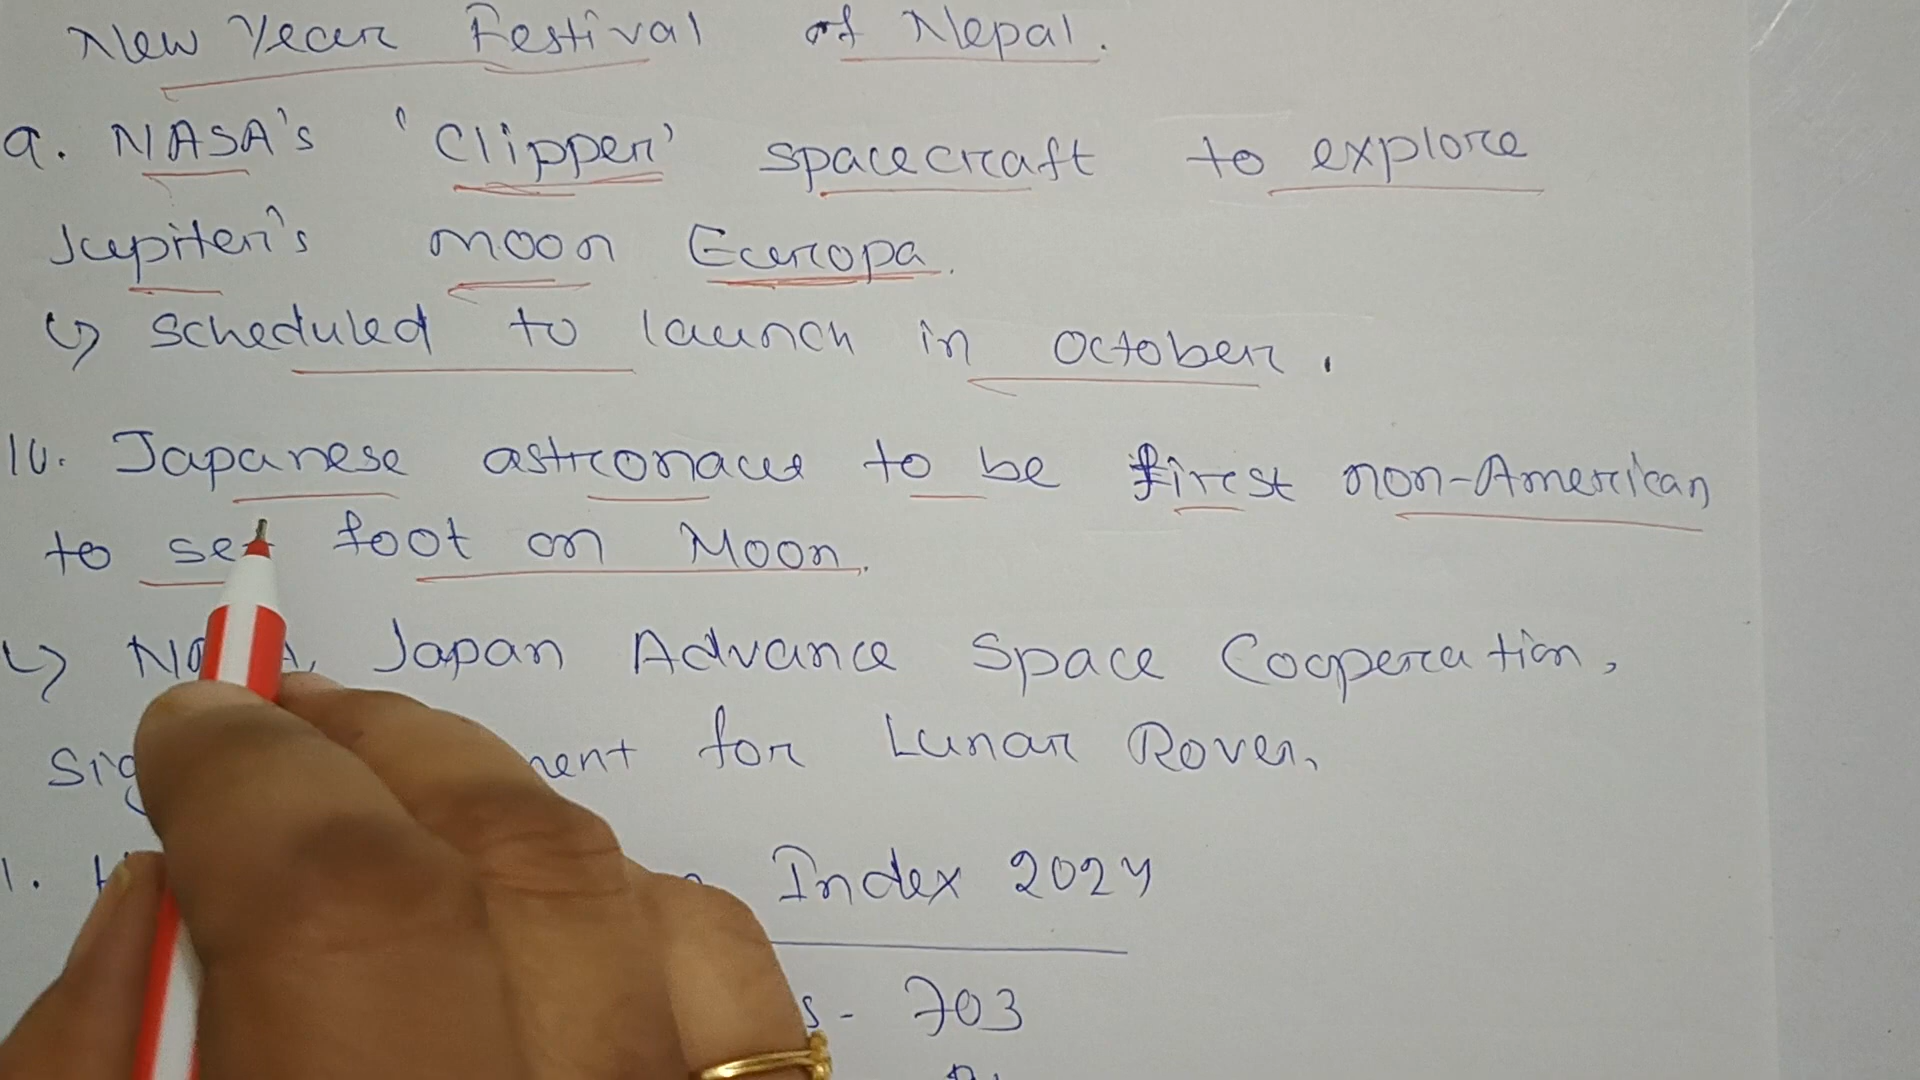 New Year Festival of Nepal.
9. NASA's 'Clipper' spacecraft to explore
Jupiter's moon Europa.
↳ scheduled to launch in October.
10. Japanese astronaut to be first non-American
to set foot on Moon.
↳ Japan Advance Space Cooperation,
for Lunar Rover.
Index 2024
703